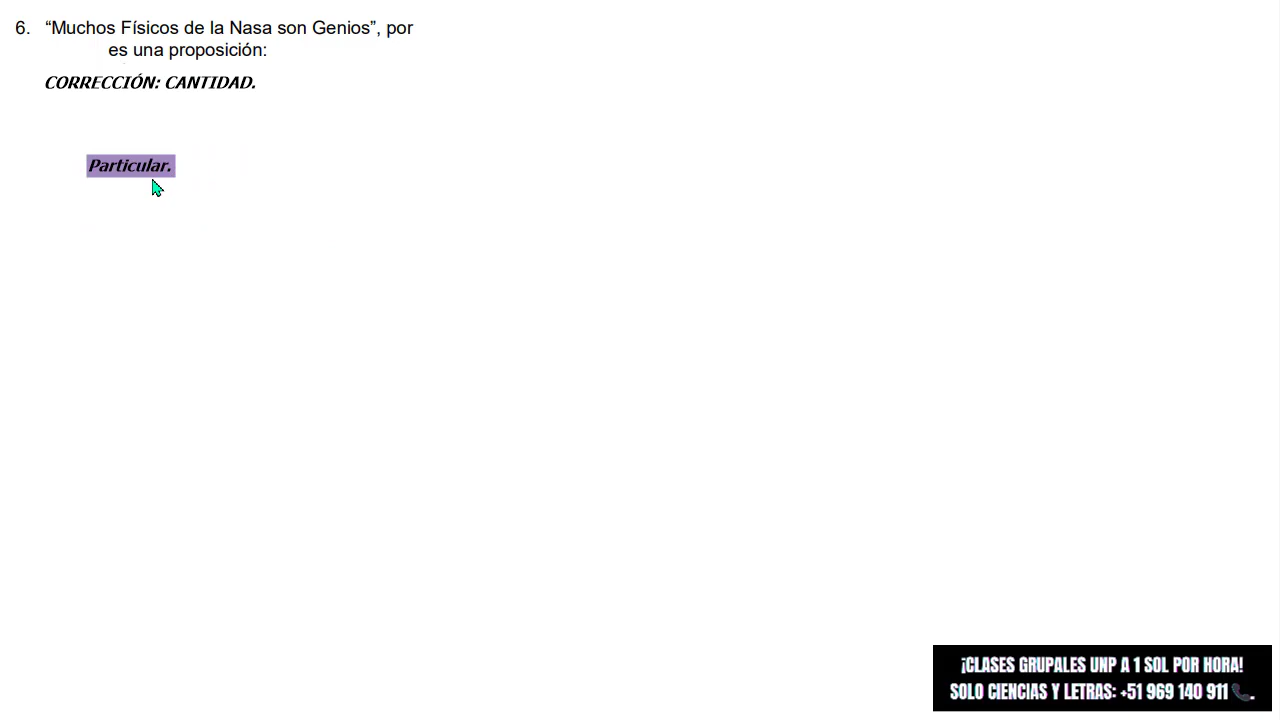 6. “Muchos Físicos de la Nasa son Genios”, por
es una proposición:
CORRECCIÓN: CANTIDAD.
Particular.
¡CLASES GRUPALES UNP A 1 SOL POR HORA!
SOLO CIENCIAS Y LETRAS: +51 969 140 911 📞.